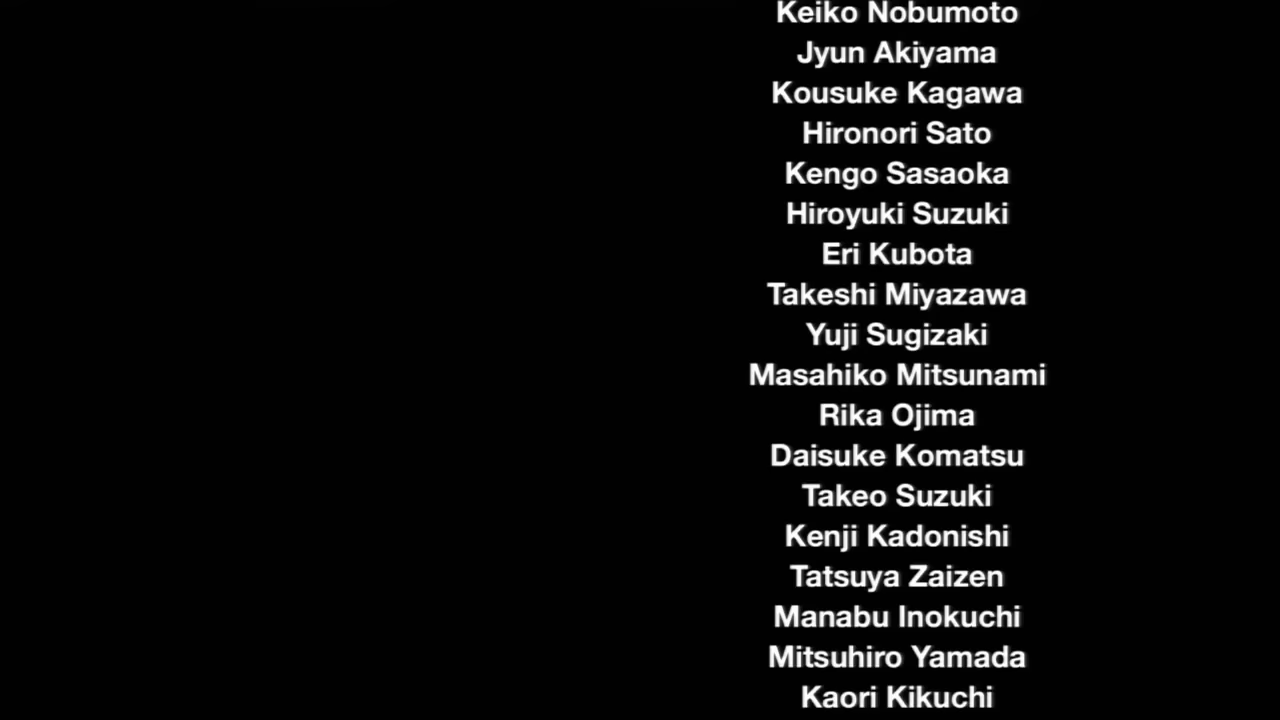 Keiko Nobumoto
Jyun Akiyama
Kousuke Kagawa
Hironori Sato
Kengo Sasaoka
Hiroyuki Suzuki
Eri Kubota
Takeshi Miyazawa
Yuji Sugizaki
Masahiko Mitsunami
Rika Ojima
Daisuke Komatsu
Takeo Suzuki
Kenji Kadonishi
Tatsuya Zaizen
Manabu Inokuchi
Mitsuhiro Yamada
Kaori Kikuchi